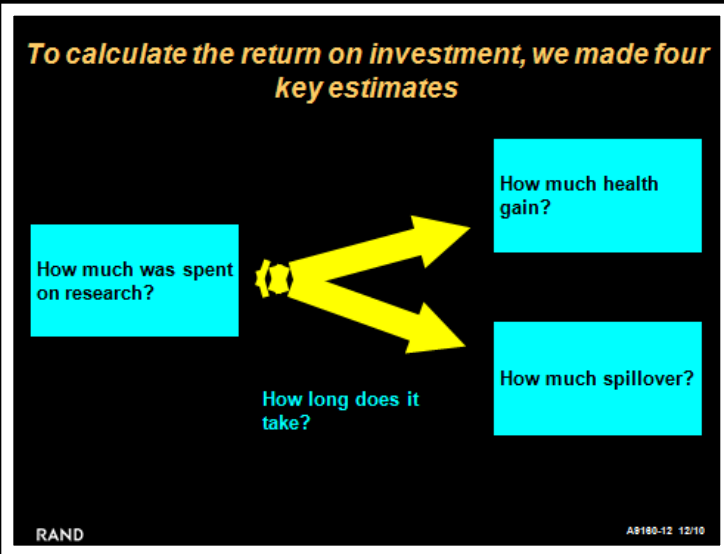 To calculate the return on investment, we made four
key estimates
How much health
gain?
How much was spent
on research?
How much spillover?
How long does it
take?
RAND
A9160-12 12/10